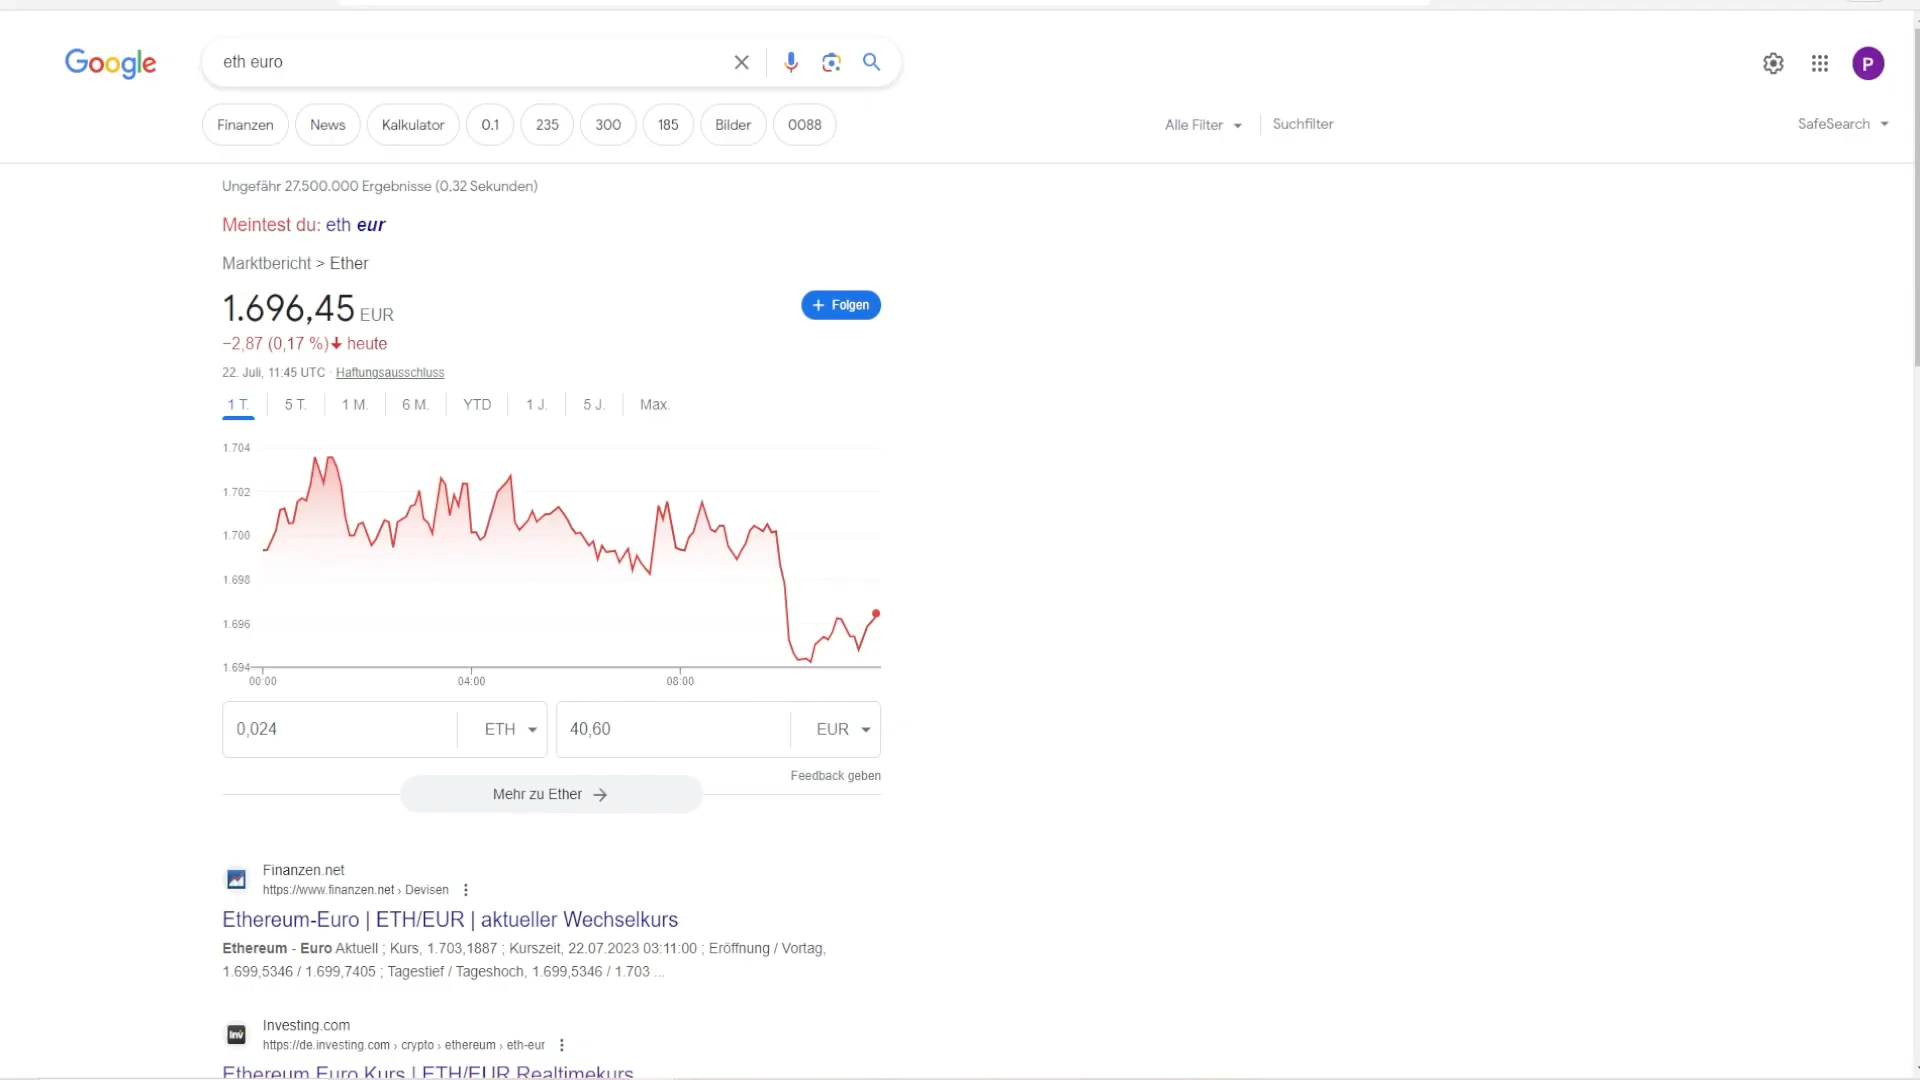 Google
eth euro
P
Finanzen
News
Kalkulator
0.1
235
300
185
Bilder
0088
Alle Filter
Suchfilter
SafeSearch
Ungefähr 27.500.000 Ergebnisse (0,32 Sekunden)
Meintest du: eth eur
Marktbericht > Ether
1.696,45 EUR
+ Folgen
−2,87 (0,17 %) heute
22. Juli, 11:45 UTC · Haftungsausschluss
1 T.
5 T.
1 M.
6 M.
YTD
1 J.
5 J.
Max.
1.704
1.702
1.700
1.698
1.696
1.694
00:00
04:00
08:00
0,024
ETH
40,60
EUR
Feedback geben
Mehr zu Ether
Finanzen.net
https://www.finanzen.net › Devisen
Ethereum-Euro | ETH/EUR | aktueller Wechselkurs
Ethereum - Euro Aktuell ; Kurs, 1.703,1887 ; Kurszeit, 22.07.2023 03:11:00 ; Eröffnung / Vortag,
1.699,5346 / 1.699,7405 ; Tagestief / Tageshoch, 1.699,5346 / 1.703 ...
Inv
Investing.com
https://de.investing.com › crypto › ethereum › eth-eur
Ethereum Euro Kurs | ETH/EUR Realtimekurs